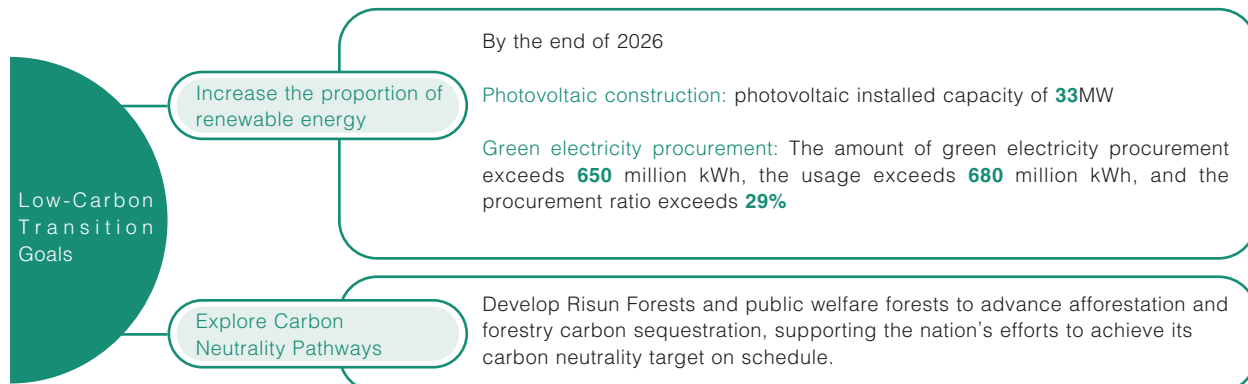 Low-Carbon
Transition
Goals
Increase the proportion of
renewable energy
By the end of 2026
Photovoltaic construction: photovoltaic installed capacity of 33MW
Green electricity procurement: The amount of green electricity procurement
exceeds 650 million kWh, the usage exceeds 680 million kWh, and the
procurement ratio exceeds 29%
Explore Carbon
Neutrality Pathways
Develop Risun Forests and public welfare forests to advance afforestation and
forestry carbon sequestration, supporting the nation’s efforts to achieve its
carbon neutrality target on schedule.